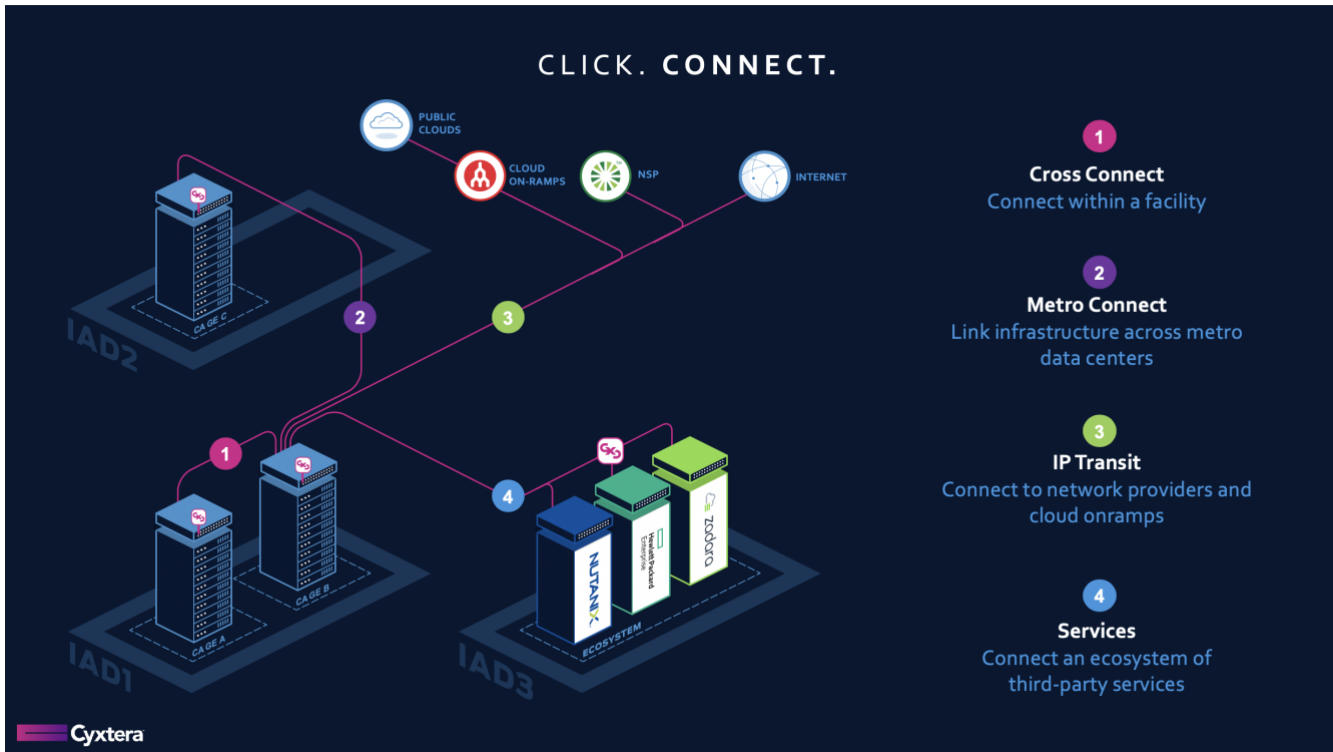 CLICK. CONNECT.
PUBLIC
CLOUDS
CLOUD
ON-RAMPS
NSP
INTERNET
CAGE C
IAD2
2
3
1
CAGE B
CAGE A
IAD1
4
NUTANIX
Hewlett Packard
Enterprise
zadara
ECOSYSTEM
IAD3
1
Cross Connect
Connect within a facility
2
Metro Connect
Link infrastructure across metro
data centers
3
IP Transit
Connect to network providers and
cloud onramps
4
Services
Connect an ecosystem of
third-party services
Cyxtera